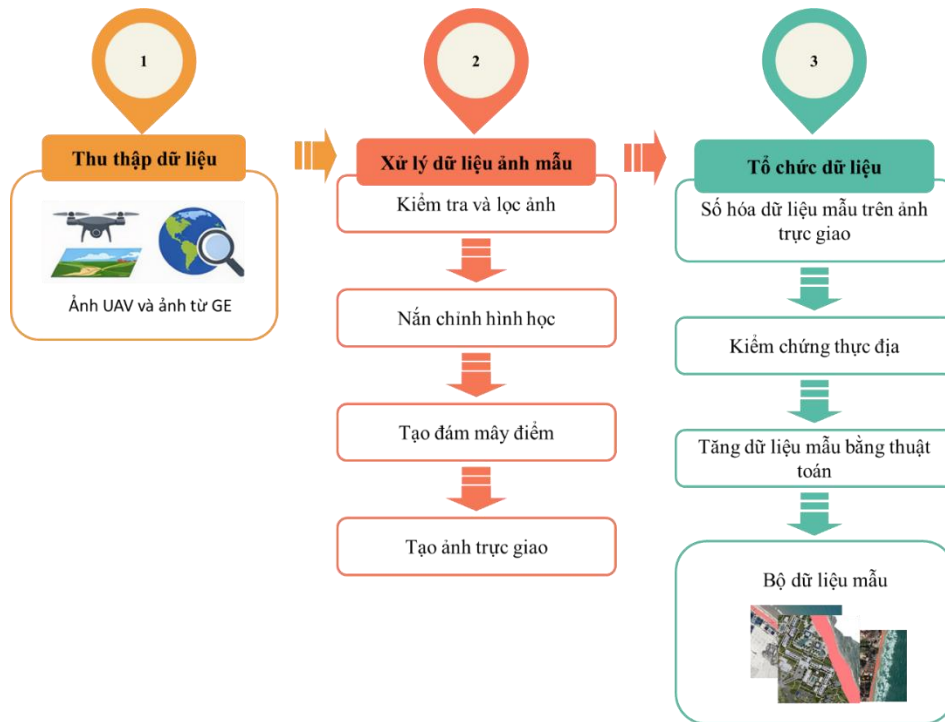 1
Thu thập dữ liệu
Ảnh UAV và ảnh từ GE
2
Xử lý dữ liệu ảnh mẫu
Kiểm tra và lọc ảnh
Nắn chỉnh hình học
Tạo đám mây điểm
Tạo ảnh trực giao
3
Tổ chức dữ liệu
Số hóa dữ liệu mẫu trên ảnh
trực giao
Kiểm chứng thực địa
Tăng dữ liệu mẫu bằng thuật
toán
Bộ dữ liệu mẫu